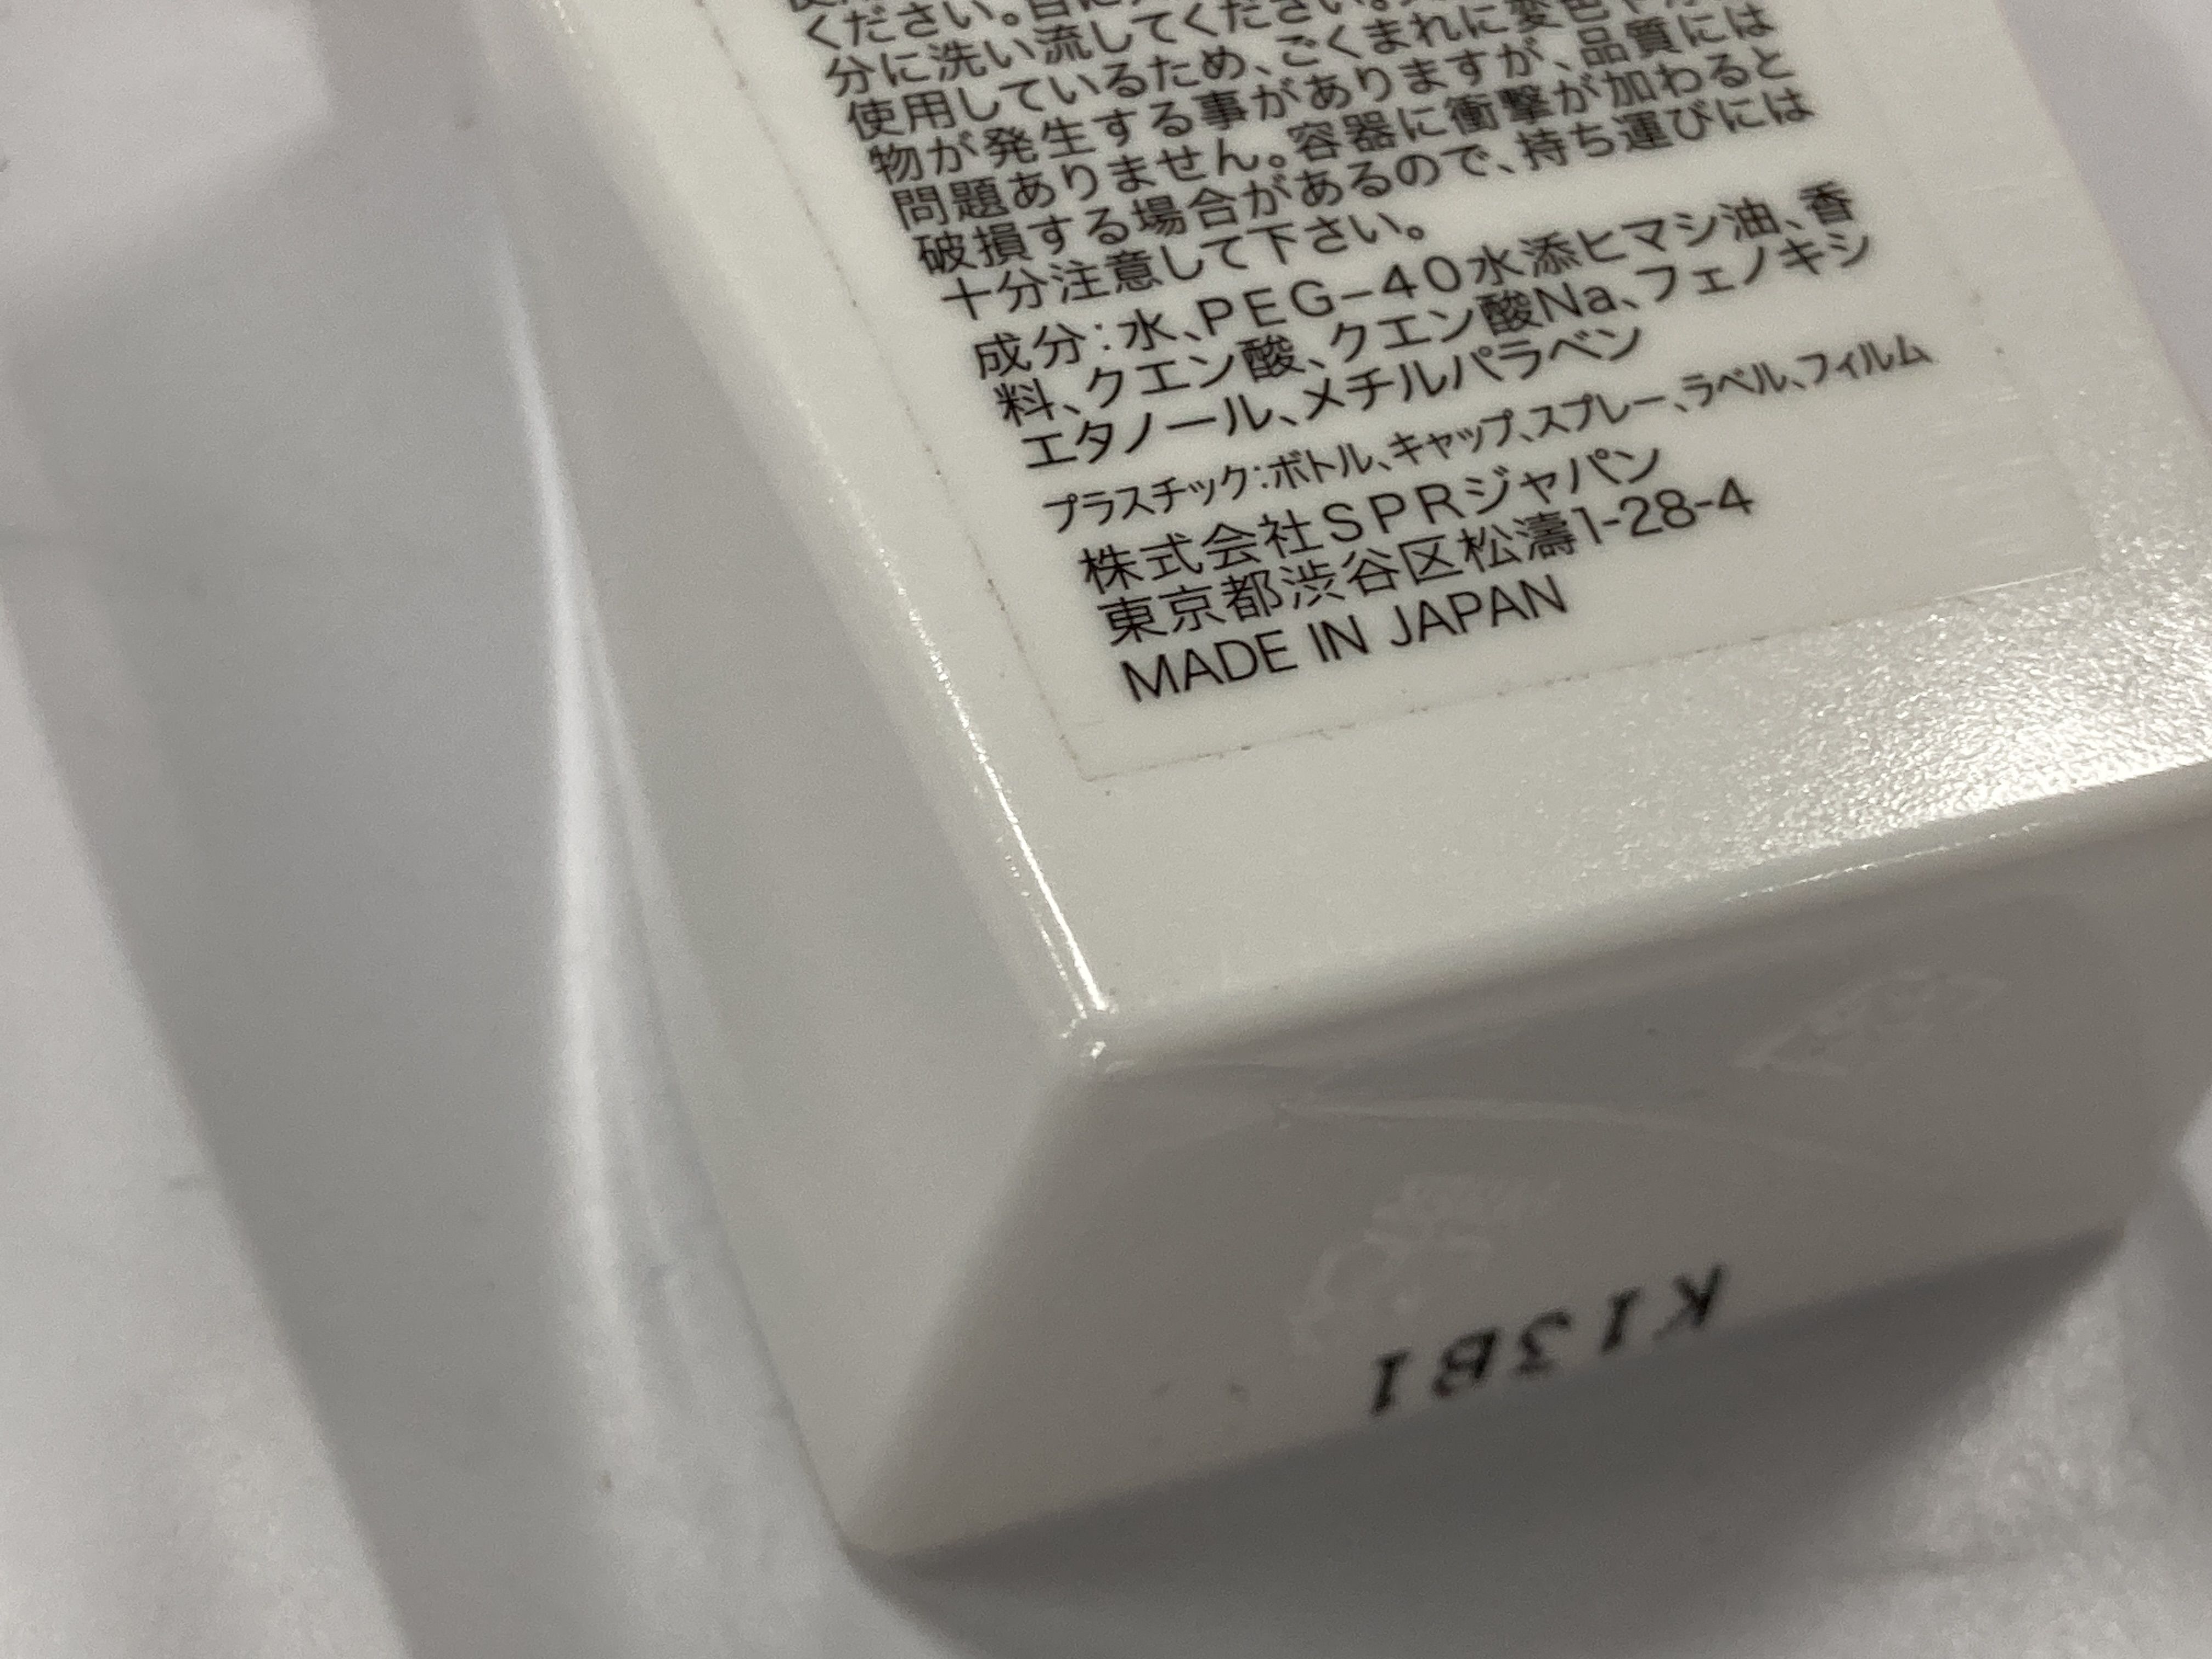 ください。
分に洗い流してください。
使用しているため、ごくまれに変色や
物が発生する事がありますが、品質には
問題ありません。容器に衝撃が加わると
破損する場合があるので、持ち運びには
十分注意して下さい。
成分：水、PEG−40水添ヒマシ油、香
料、クエン酸、クエン酸Na、フェノキシ
エタノール、メチルパラベン
プラスチック：ボトル、キャップ、スプレー、ラベル、フィルム
株式会社SPRジャパン
東京都渋谷区松濤1-28-4
MADE IN JAPAN
K13B1